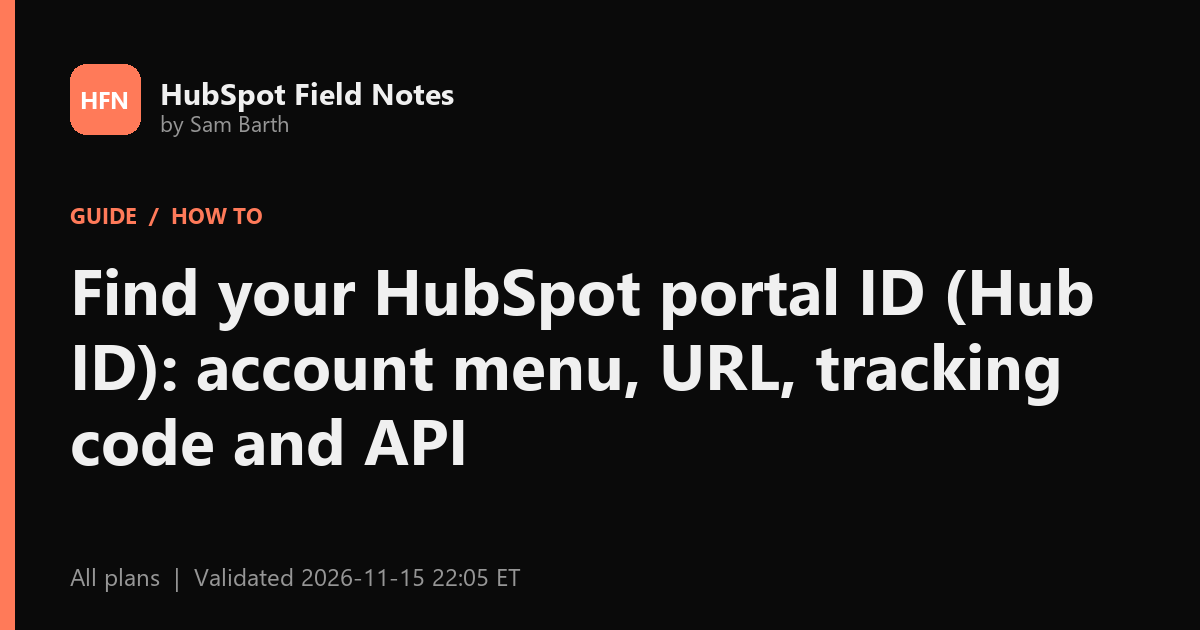 HFN
HubSpot Field Notes
by Sam Barth
GUIDE / HOW TO
Find your HubSpot portal ID (Hub
ID): account menu, URL, tracking
code and API
All plans | Validated 2026-11-15 22:05 ET